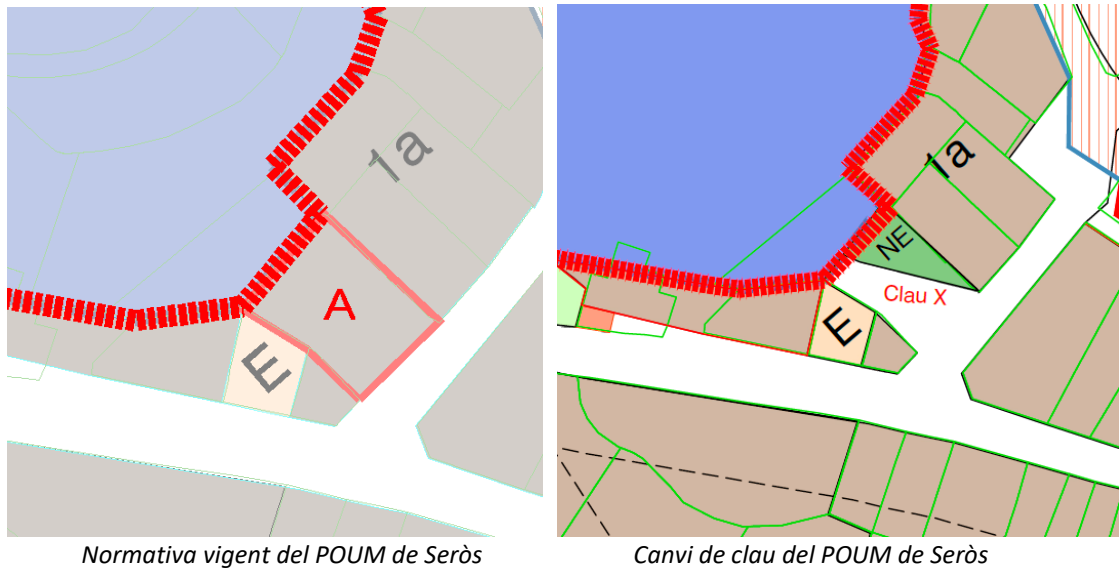 1a
A
E
1a
NE
Clau X
E
Normativa vigent del POUM de Seròs
Canvi de clau del POUM de Seròs